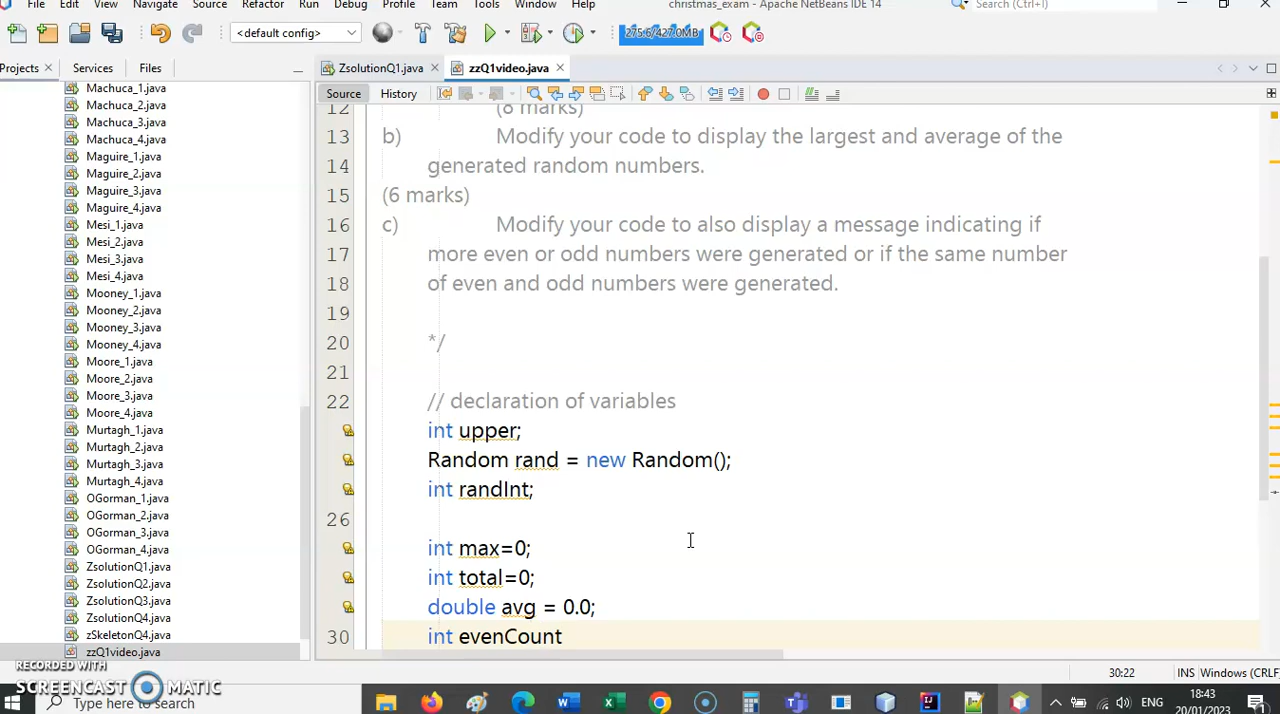 christmas_exam - Apache NetBeans IDE 14
File Edit View Navigate Source Refactor Run Debug Profile Team Tools Window Help
Search (Ctrl+I)
<default config>
275.6/427.0MB
Projects Services Files
ZsolutionQ1.java zzQ1video.java
Source History
Machuca_1.java
Machuca_2.java
Machuca_3.java
Machuca_4.java
Maguire_1.java
Maguire_2.java
Maguire_3.java
Maguire_4.java
Mesi_1.java
Mesi_2.java
Mesi_3.java
Mesi_4.java
Mooney_1.java
Mooney_2.java
Mooney_3.java
Mooney_4.java
Moore_1.java
Moore_2.java
Moore_3.java
Moore_4.java
Murtagh_1.java
Murtagh_2.java
Murtagh_3.java
Murtagh_4.java
OGorman_1.java
OGorman_2.java
OGorman_3.java
OGorman_4.java
ZsolutionQ1.java
ZsolutionQ2.java
ZsolutionQ3.java
ZsolutionQ4.java
zSkeletonQ4.java
zzQ1video.java
12 (8 marks)
13 b) Modify your code to display the largest and average of the
14 generated random numbers.
15 (6 marks)
16 c) Modify your code to also display a message indicating if
17 more even or odd numbers were generated or if the same number
18 of even and odd numbers were generated.
19
20 */
21
22 // declaration of variables
int upper;
Random rand = new Random();
int randInt;
26
int max=0;
int total=0;
double avg = 0.0;
30 int evenCount
30:22 INS Windows (CRLF
RECORDED WITH
SCREENCAST MATIC
Type here to search
ENG
18:43
20/01/2023